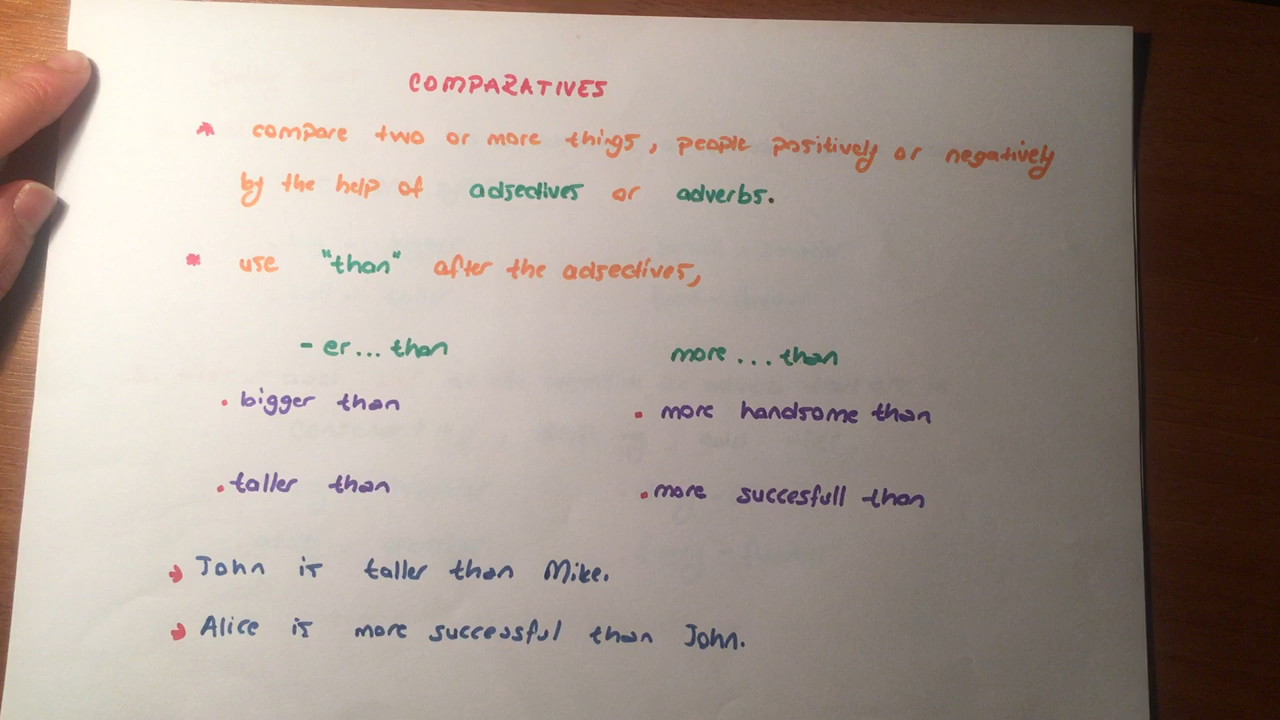 COMPARATIVES
* compare two or more things, people positively or negatively
by the help of adjectives or adverbs.
* use "than" after the adjectives,
- er... than more ... than
. bigger than . more handsome than
. taller than . more succesfull than
→ John is taller than Mike.
→ Alice is more successful than John.